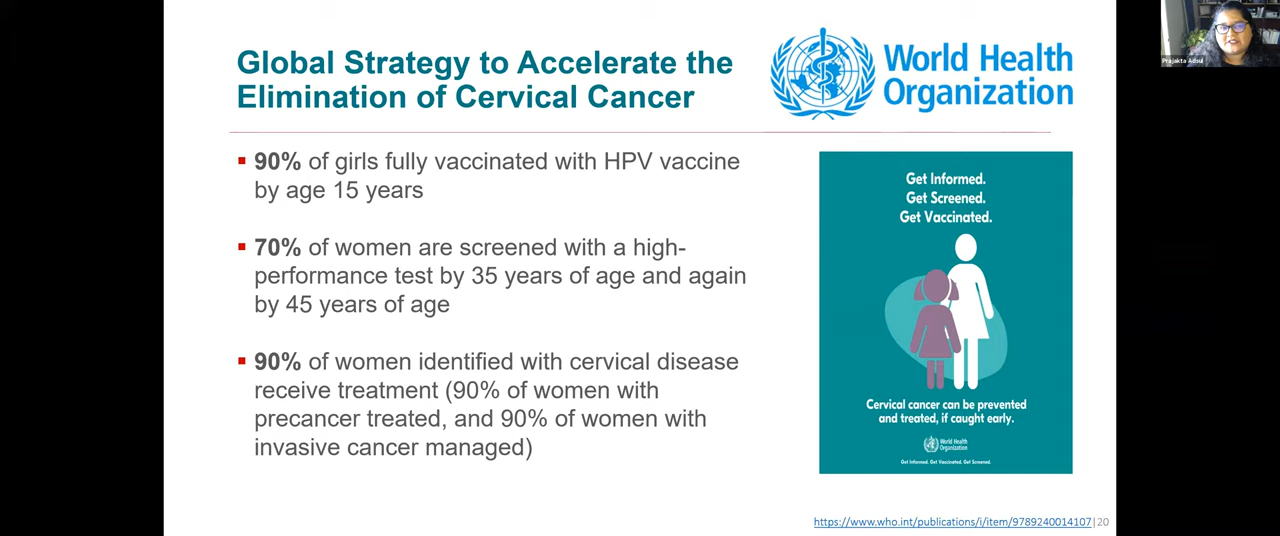 Global Strategy to Accelerate the
Elimination of Cervical Cancer
World Health
Organization
▪ 90% of girls fully vaccinated with HPV vaccine
by age 15 years
▪ 70% of women are screened with a high-
performance test by 35 years of age and again
by 45 years of age
▪ 90% of women identified with cervical disease
receive treatment (90% of women with
precancer treated, and 90% of women with
invasive cancer managed)
Get Informed.
Get Screened.
Get Vaccinated.
Cervical cancer can be prevented
and treated, if caught early.
World Health
Organization
Get Informed. Get Vaccinated. Get Screened.
https://www.who.int/publications/i/item/9789240014107|20
Prajakta Adsul